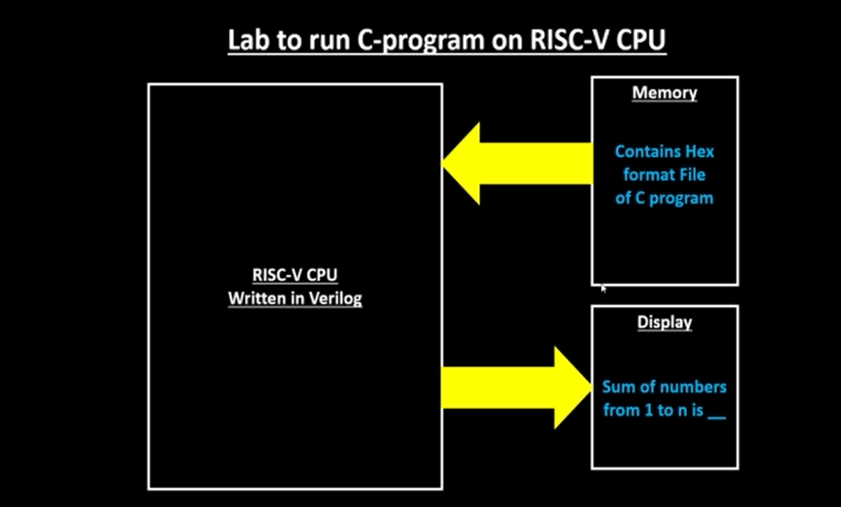 Lab to run C-program on RISC-V CPU
RISC-V CPU
Written in Verilog
Memory
Contains Hex
format File
of C program
Display
Sum of numbers
from 1 to n is __